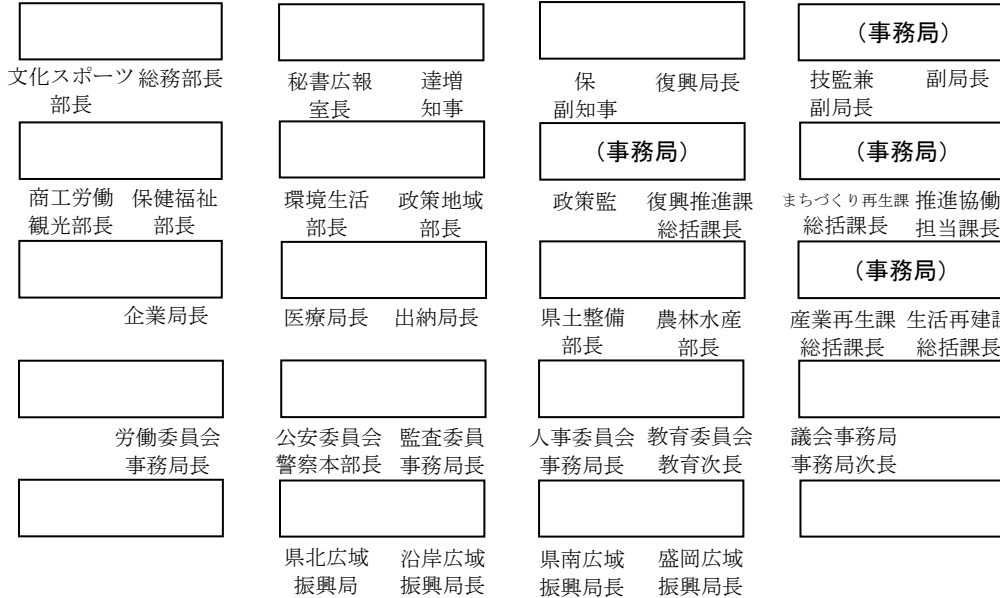 （事務局）
文化スポーツ 総務部長 秘書広報 達増 保 復興局長 技監兼 副局長
部長 室長 知事 副知事 副局長
（事務局） （事務局）
商工労働 保健福祉 環境生活 政策地域 政策監 復興推進課 まちづくり再生課 推進協働
観光部長 部長 部長 部長 総括課長 総括課長 担当課長
（事務局）
企業局長 医療局長 出納局長 県土整備 農林水産 産業再生課 生活再建課
部長 部長 総括課長 総括課長
労働委員会 公安委員会 監査委員 人事委員会 教育委員会 議会事務局
事務局長 警察本部長 事務局長 事務局長 教育次長 事務局次長
県北広域 沿岸広域 県南広域 盛岡広域
振興局 振興局長 振興局長 振興局長